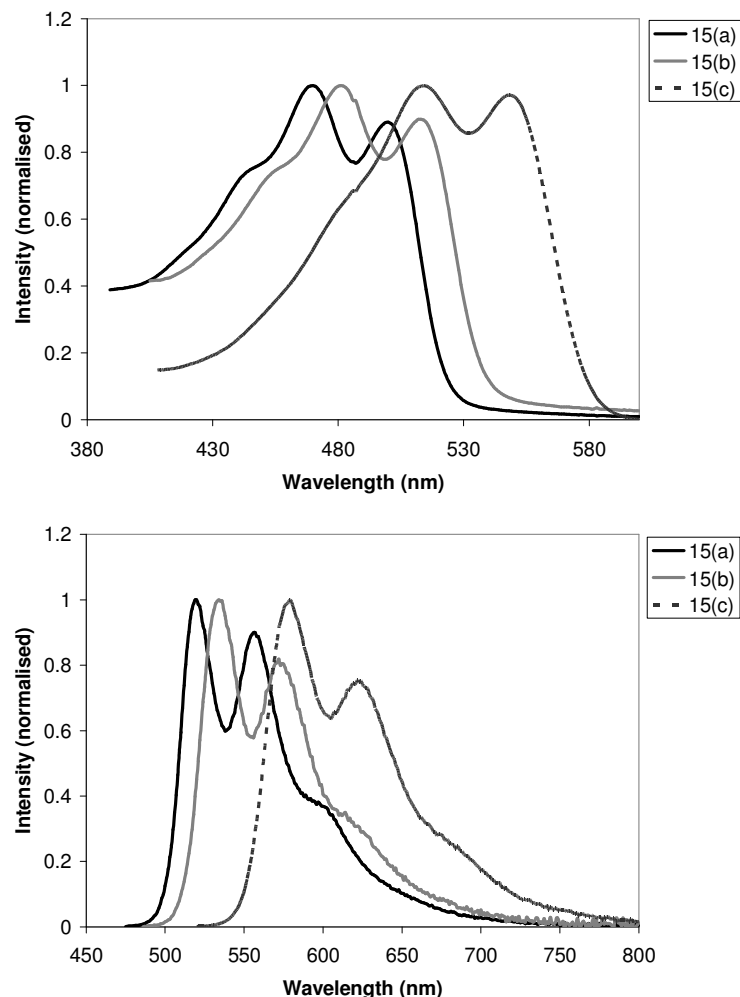 1.2
1
0.8
0.6
0.4
0.2
0
Intensity (normalised)
380 430 480 530 580
Wavelength (nm)
15(a)
15(b)
15(c)
1.2
1
0.8
0.6
0.4
0.2
0
Intensity (normalised)
450 500 550 600 650 700 750 800
Wavelength (nm)
15(a)
15(b)
15(c)